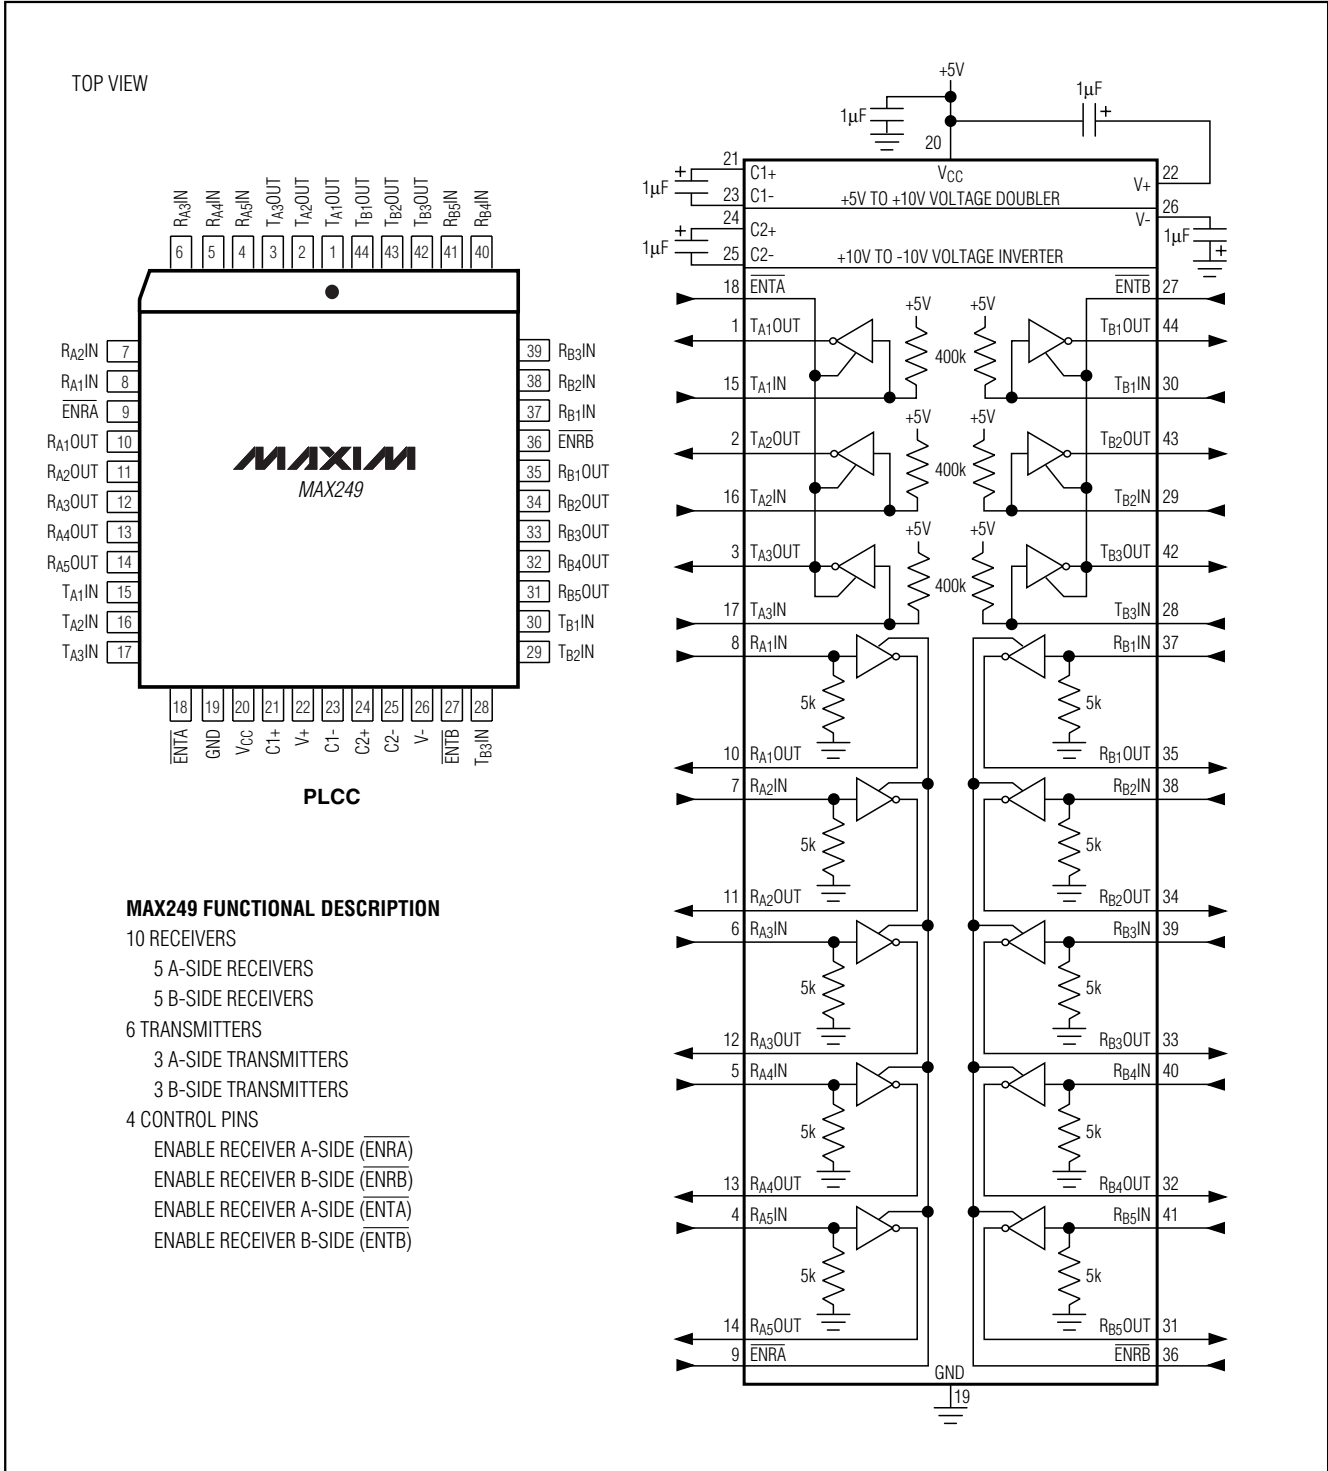 TOP VIEW
RA3IN
RA4IN
RA5IN
TA3OUT
TA2OUT
TA1OUT
TB1OUT
TB2OUT
TB3OUT
RB5IN
RB4IN
6 5 4 3 2 1 44 43 42 41 40
RA2IN 7
RA1IN 8
ENRA 9
RA1OUT 10
RA2OUT 11
RA3OUT 12
RA4OUT 13
RA5OUT 14
TA1IN 15
TA2IN 16
TA3IN 17
MAXIM
MAX249
39 RB3IN
38 RB2IN
37 RB1IN
36 ENRB
35 RB1OUT
34 RB2OUT
33 RB3OUT
32 RB4OUT
31 RB5OUT
30 TB1IN
29 TB2IN
18 19 20 21 22 23 24 25 26 27 28
ENTA
GND
VCC
C1+
V+
C1-
C2+
C2-
V-
ENTB
TB3IN
PLCC
MAX249 FUNCTIONAL DESCRIPTION
10 RECEIVERS
5 A-SIDE RECEIVERS
5 B-SIDE RECEIVERS
6 TRANSMITTERS
3 A-SIDE TRANSMITTERS
3 B-SIDE TRANSMITTERS
4 CONTROL PINS
ENABLE RECEIVER A-SIDE (ENRA)
ENABLE RECEIVER B-SIDE (ENRB)
ENABLE RECEIVER A-SIDE (ENTA)
ENABLE RECEIVER B-SIDE (ENTB)
+5V
1µF
1µF +
20
21 C1+ VCC V+ 22
+ 1µF
23 C1- +5V TO +10V VOLTAGE DOUBLER
24 C2+ V- 26
+ 1µF 1µF +
25 C2- +10V TO -10V VOLTAGE INVERTER
18 ENTA ENTB 27
+5V +5V
1 TA1OUT TB1OUT 44
400k
15 TA1IN TB1IN 30
+5V +5V
2 TA2OUT TB2OUT 43
400k
16 TA2IN TB2IN 29
+5V +5V
3 TA3OUT TB3OUT 42
400k
17 TA3IN TB3IN 28
8 RA1IN RB1IN 37
5k 5k
10 RA1OUT RB1OUT 35
7 RA2IN RB2IN 38
5k 5k
11 RA2OUT RB2OUT 34
6 RA3IN RB3IN 39
5k 5k
12 RA3OUT RB3OUT 33
5 RA4IN RB4IN 40
5k 5k
13 RA4OUT RB4OUT 32
4 RA5IN RB5IN 41
5k 5k
14 RA5OUT RB5OUT 31
9 ENRA ENRB 36
GND
19